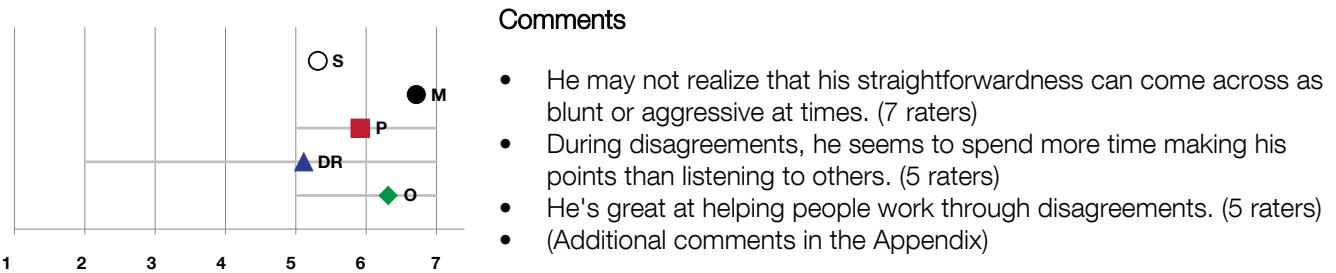 Comments
S
M
P
DR
O
1 2 3 4 5 6 7
• He may not realize that his straightforwardness can come across as
blunt or aggressive at times. (7 raters)
• During disagreements, he seems to spend more time making his
points than listening to others. (5 raters)
• He's great at helping people work through disagreements. (5 raters)
• (Additional comments in the Appendix)